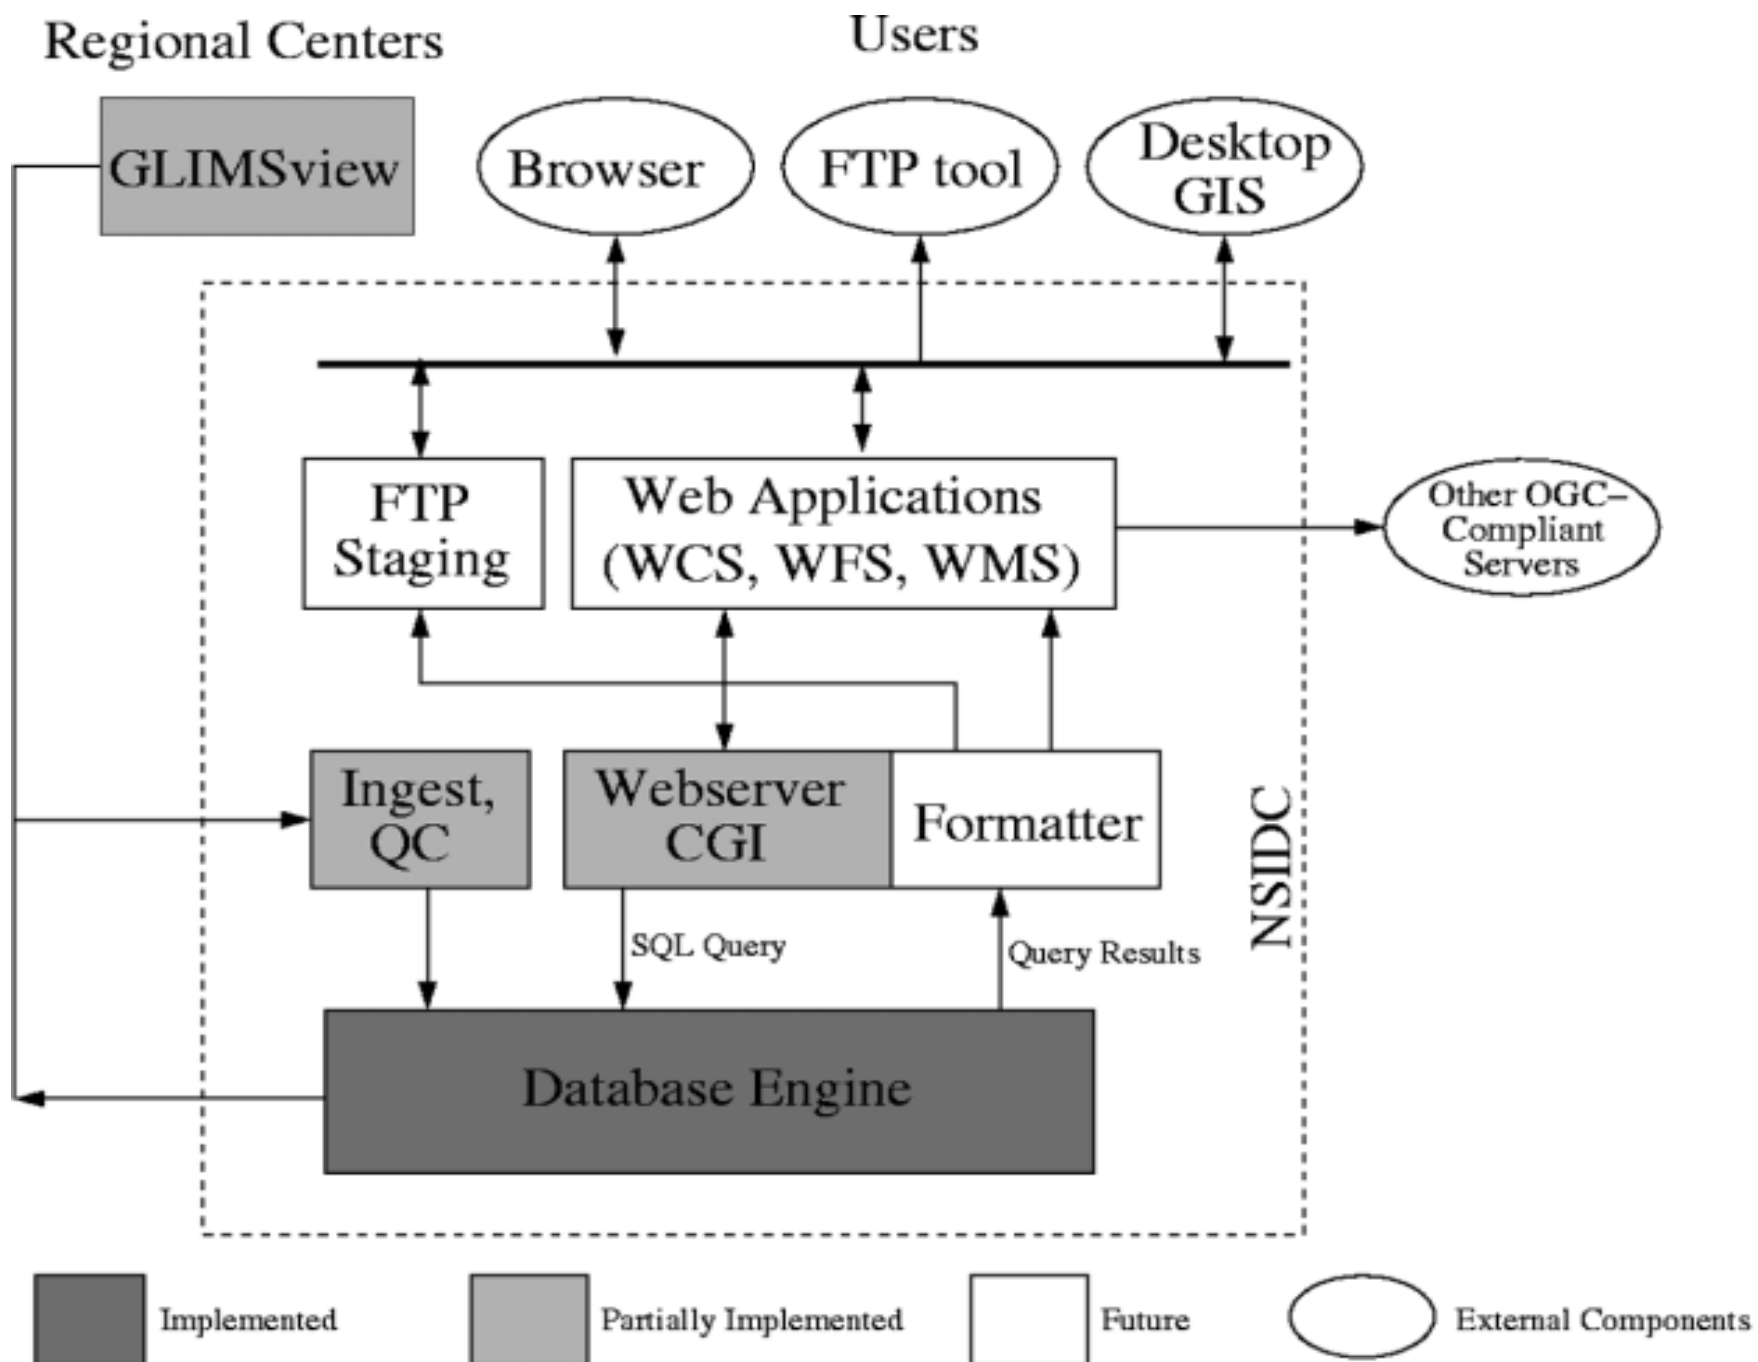 Regional Centers
Users
GLIMSview
Browser
FTP tool
Desktop
GIS
FTP
Staging
Web Applications
(WCS, WFS, WMS)
Other OGC–
Compliant
Servers
Ingest,
QC
Webserver
CGI
Formatter
NSIDC
SQL Query
Query Results
Database Engine
Implemented
Partially Implemented
Future
External Components